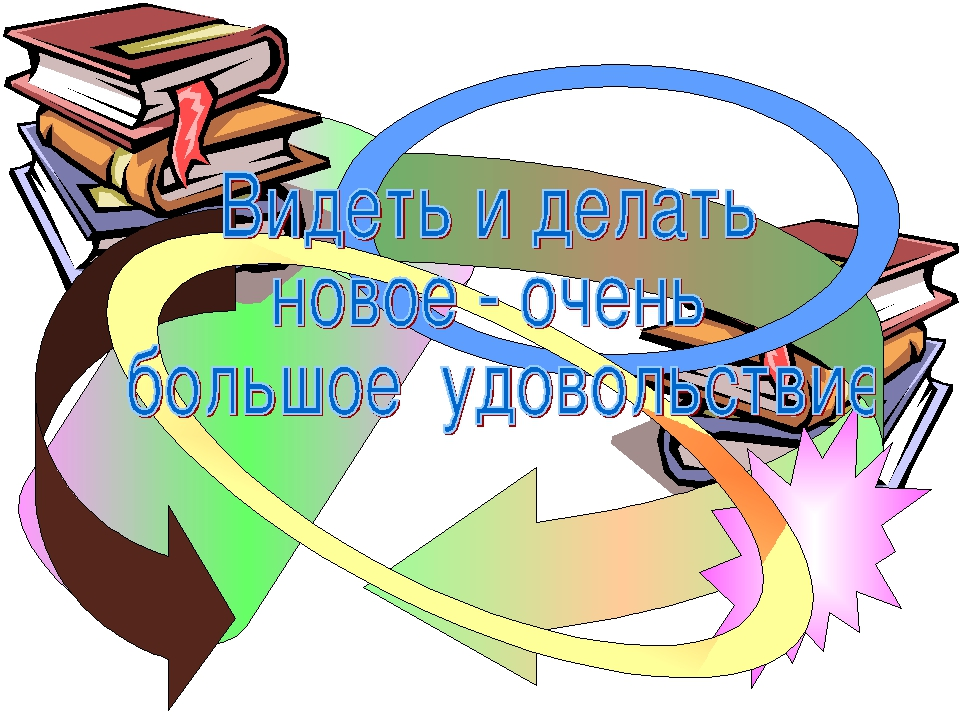 Видеть и делать
новое - очень
большое удовольствие